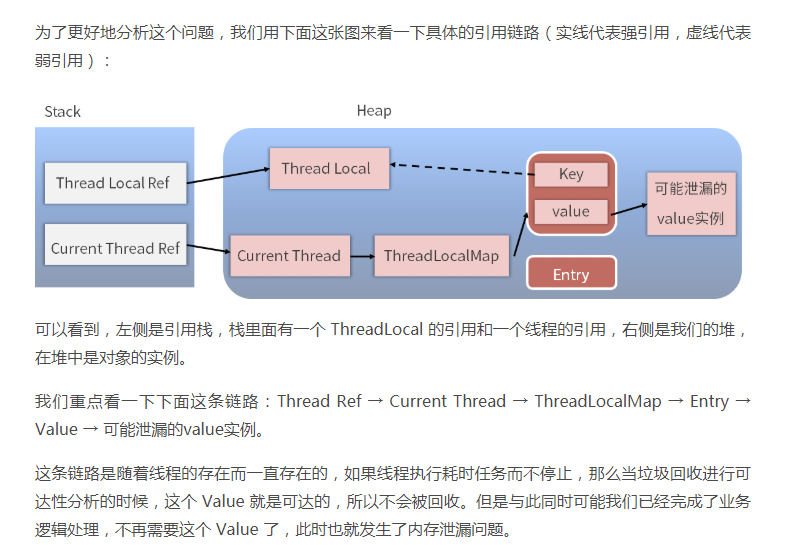 为了更好地分析这个问题，我们用下面这张图来看一下具体的引用链路（实线代表强引用，虚线代表
弱引用）：
Stack
Heap
Thread Local Ref
Thread Local
Key
value
可能泄漏的
value实例
Current Thread Ref
Current Thread
ThreadLocalMap
Entry
可以看到，左侧是引用栈，栈里面有一个 ThreadLocal 的引用和一个线程的引用，右侧是我们的堆，
在堆中是对象的实例。
我们重点看一下下面这条链路：Thread Ref → Current Thread → ThreadLocalMap → Entry →
Value → 可能泄漏的value实例。
这条链路是随着线程的存在而一直存在的，如果线程执行耗时任务而不停止，那么当垃圾回收进行可
达性分析的时候，这个 Value 就是可达的，所以不会被回收。但是与此同时可能我们已经完成了业务
逻辑处理，不再需要这个 Value 了，此时也就发生了内存泄漏问题。